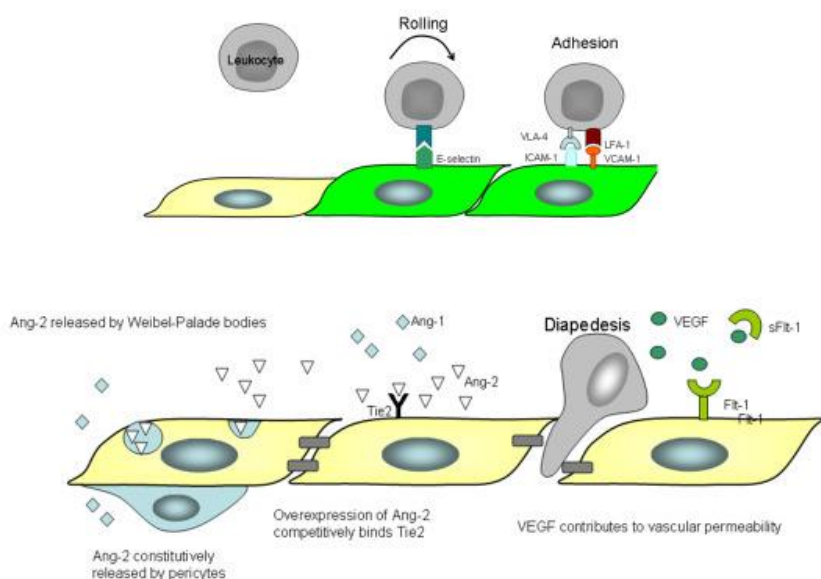 Rolling
Leukocyte
Adhesion
VLA-4
LFA-1
E-selectin
ICAM-1
VCAM-1
Ang-2 released by Weibel-Palade bodies
Ang-1
Diapedesis
VEGF
sFlt-1
Ang-2
Tie2
Flt-1
Flt-1
Overexpression of Ang-2
competitively binds Tie2
VEGF contributes to vascular permeability
Ang-2 constitutively
released by pericytes